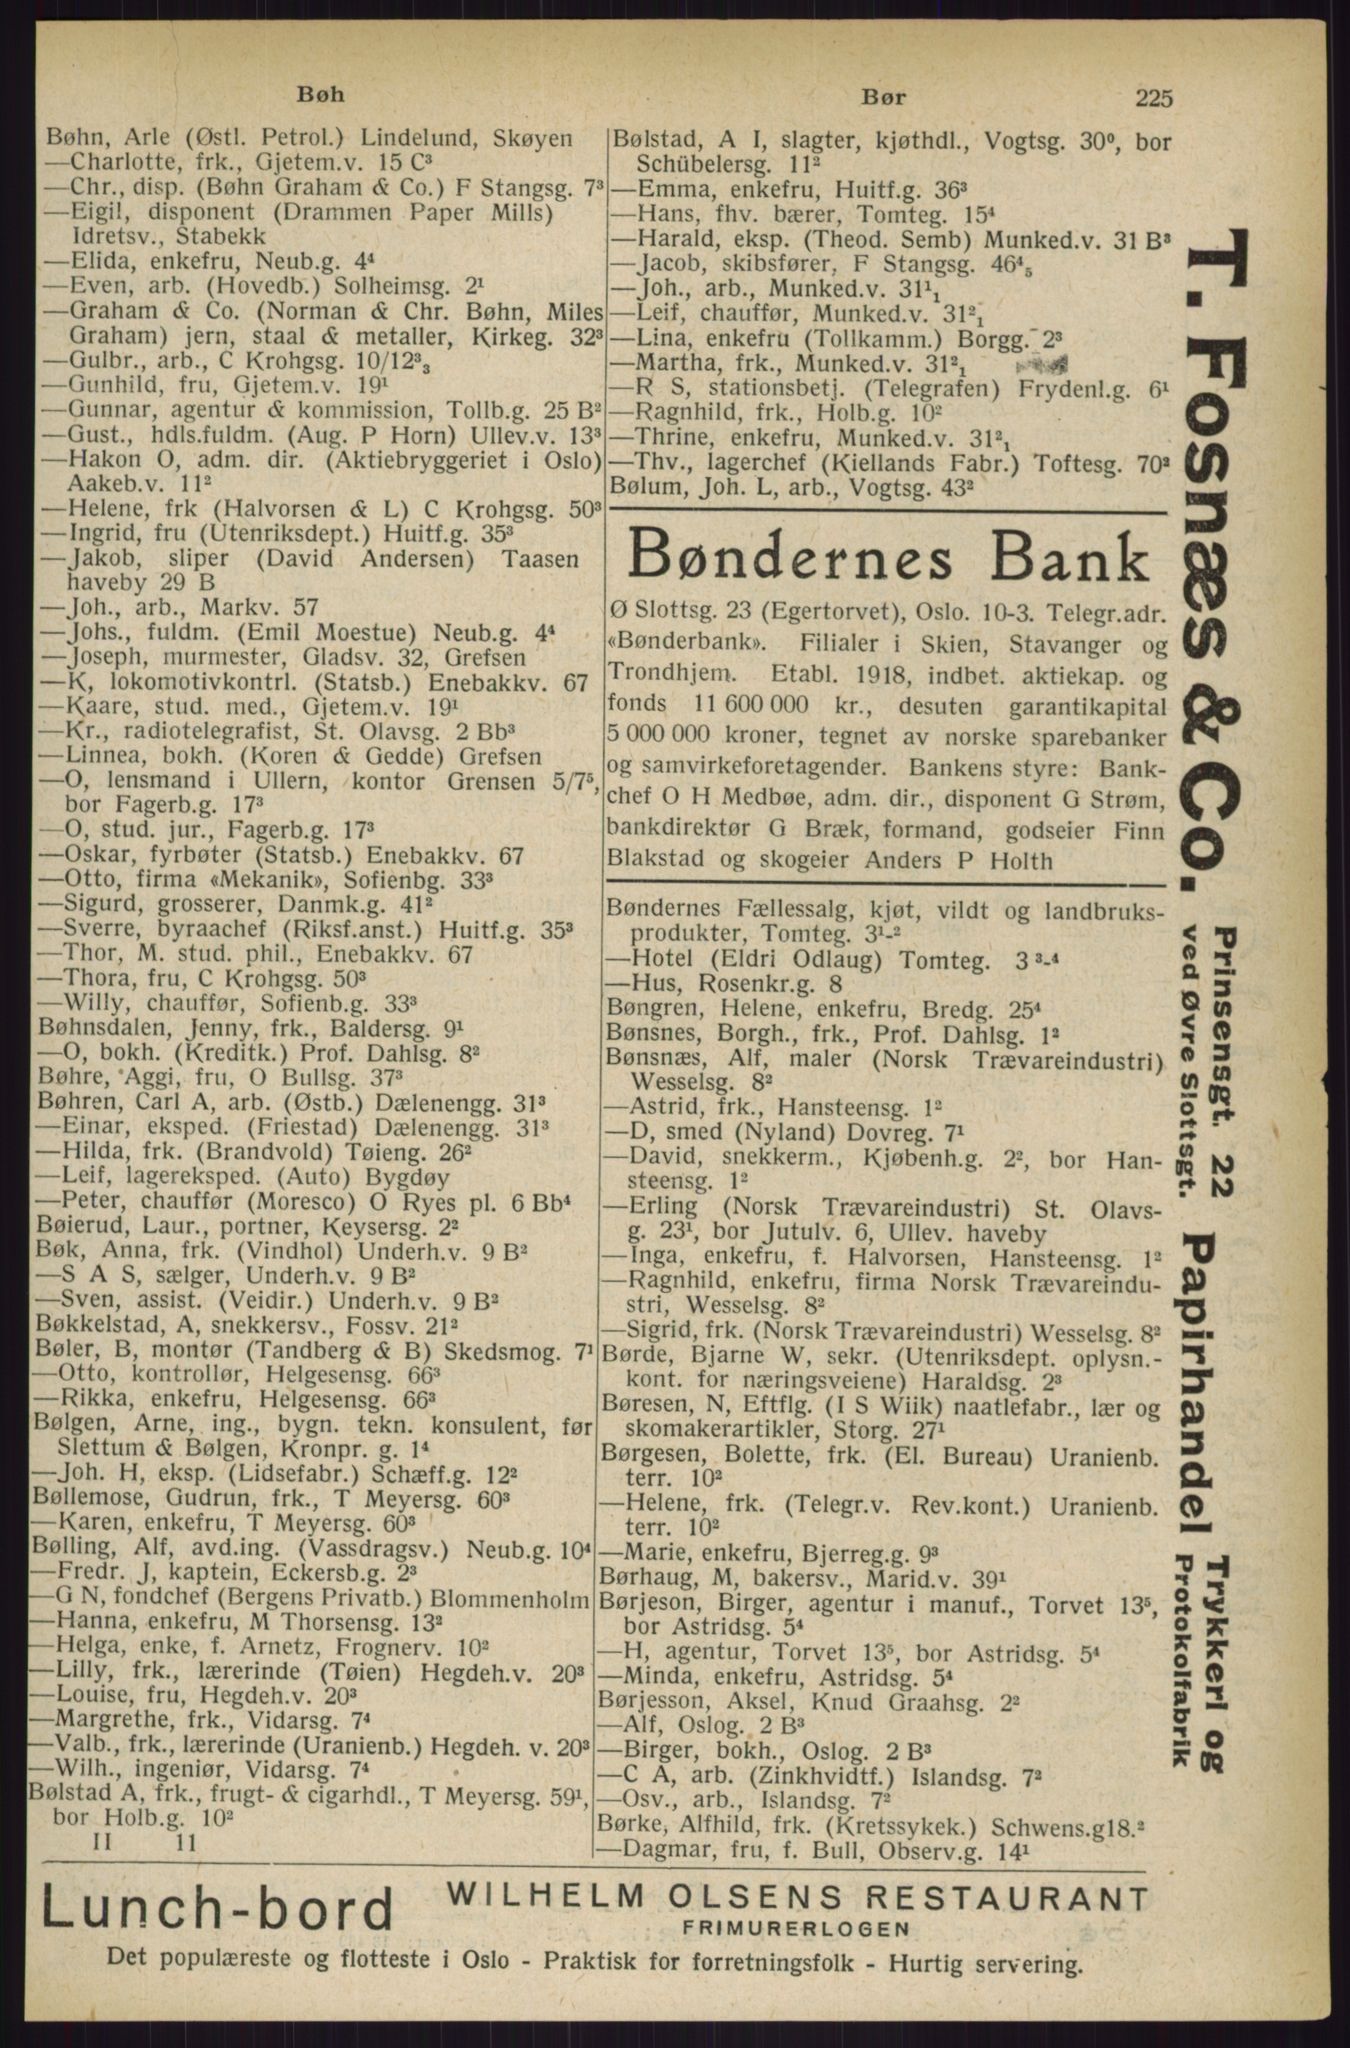 Bøh
Bør
225
Bøhn, Arle (Østl. Petrol.) Lindelund, Skøyen
—Charlotte, frk., Gjetem.v. 15 C³
—Chr., disp. (Bøhn Graham & Co.) F Stangsg. 7³
—Eigil, disponent (Drammen Paper Mills)
Idretsv., Stabekk
—Elida, enkefru, Neub.g. 4⁴
—Even, arb. (Hovedb.) Solheimsg. 2¹
—Graham & Co. (Norman & Chr. Bøhn, Miles
Graham) jern, staal & metaller, Kirkeg. 32³
—Gulbr., arb., C Krohgsg. 10/12³₃
—Gunhild, fru, Gjetem.v. 19¹
—Gunnar, agentur & kommission, Tollb.g. 25 B²
—Gust., hdls.fuldm. (Aug. P Horn) Ullev.v. 13³
—Hakon O, adm. dir. (Aktiebryggeriet i Oslo)
Aakeb.v. 11²
—Helene, frk (Halvorsen & L) C Krohgsg. 50³
—Ingrid, fru (Utenriksdept.) Huitf.g. 35³
—Jakob, sliper (David Andersen) Taasen
haveby 29 B
—Joh., arb., Markv. 57
—Johs., fuldm. (Emil Moestue) Neub.g. 4⁴
—Joseph, murmester, Gladsv. 32, Grefsen
—K, lokomotivkontrl. (Statsb.) Enebakkv. 67
—Kaare, stud. med., Gjetem.v. 19¹
—Kr., radiotelegrafist, St. Olavsg. 2 Bb³
—Linnea, bokh. (Koren & Gedde) Grefsen
—O, lensmand i Ullern, kontor Grensen 5/7⁵,
bor Fagerb.g. 17³
—O, stud. jur., Fagerb.g. 17³
—Oskar, fyrbøter (Statsb.) Enebakkv. 67
—Otto, firma «Mekanik», Sofienbg. 33³
—Sigurd, grosserer, Danmk.g. 41²
—Sverre, byraachef (Riksf.anst.) Huitf.g. 35³
—Thor, M. stud. phil., Enebakkv. 67
—Thora, fru, C Krohgsg. 50³
—Willy, chauffør, Sofienb.g. 33³
Bøhnsdalen, Jenny, frk., Baldersg. 9¹
—O, bokh. (Kreditk.) Prof. Dahlsg. 8²
Bøhre, Aggi, fru, O Bullsg. 37³
Bøhren, Carl A, arb. (Østb.) Dælenengg. 31³
—Einar, eksped. (Friestad) Dælenengg. 31³
—Hilda, frk. (Brandvold) Tøieng. 26²
—Leif, lagereksped. (Auto) Bygdøy
—Peter, chauffør (Moresco) O Ryes pl. 6 Bb⁴
Bøierud, Laur., portner, Keysersg. 2²
Bøk, Anna, frk. (Vindhol) Underh.v. 9 B²
—S A S, sælger, Underh.v. 9 B²
—Sven, assist. (Veidir.) Underh.v. 9 B²
Bøkkelstad, A, snekkersv., Fossv. 21²
Bøler, B, montør (Tandberg & B) Skedsmog. 7¹
—Otto, kontrollør, Helgesensg. 66³
—Rikka, enkefru, Helgesensg. 66³
Bølgen, Arne, ing., bygn. tekn. konsulent, før
Slettum & Bølgen, Kronpr. g. 1⁴
—Joh. H, eksp. (Lidsefabr.) Schæff.g. 12²
Bøllemose, Gudrun, frk., T Meyersg. 60³
—Karen, enkefru, T Meyersg. 60³
Bølling, Alf, avd.ing. (Vassdragsv.) Neub.g. 10⁴
—Fredr. J, kaptein, Eckersb.g. 2³
—G N, fondchef (Bergens Privatb.) Blommenholm
—Hanna, enkefru, M Thorsensg. 13²
—Helga, enke, f. Arnetz, Frognerv. 10²
—Lilly, frk., lærerinde (Tøien) Hegdeh.v. 20³
—Louise, fru, Hegdeh.v. 20³
—Margrethe, frk., Vidarsg. 7⁴
—Valb., frk., lærerinde (Uranienb.) Hegdeh. v. 20³
—Wilh., ingeniør, Vidarsg. 7⁴
Bølstad A, frk., frugt- & cigarhdl., T Meyersg. 59¹,
bor Holb.g. 10²
II 11
Bølstad, A I, slagter, kjøthdl., Vogtsg. 30⁰, bor
Schübelersg. 11²
—Emma, enkefru, Huitf.g. 36³
—Hans, fhv. bærer, Tomteg. 15⁴
—Harald, eksp. (Theod. Semb) Munked.v. 31 B³
—Jacob, skibsfører, F Stangsg. 46⁴₅
—Joh., arb., Munked.v. 31¹₁
—Leif, chauffør, Munked.v. 31²₁
—Lina, enkefru (Tollkamm.) Borgg. 2³
—Martha, frk., Munked.v. 31²₁
—R S, stationsbetj. (Telegrafen) Frydenl.g. 6¹
—Ragnhild, frk., Holb.g. 10²
—Thrine, enkefru, Munked.v. 31²₁
—Thv., lagerchef (Kiellands Fabr.) Toftesg. 70²
Bølum, Joh. L, arb., Vogtsg. 43²
Bøndernes Bank
Ø Slottsg. 23 (Egertorvet), Oslo. 10-3. Telegr.adr.
«Bønderbank». Filialer i Skien, Stavanger og
Trondhjem. Etabl. 1918, indbet. aktiekap. og
fonds 11 600 000 kr., desuten garantikapital
5 000 000 kroner, tegnet av norske sparebanker
og samvirkeforetagender. Bankens styre: Bank-
chef O H Medbøe, adm. dir., disponent G Strøm,
bankdirektør G Bræk, formand, godseier Finn
Blakstad og skogeier Anders P Holth
Bøndernes Fællessalg, kjøt, vildt og landbruks-
produkter, Tomteg. 3¹-²
—Hotel (Eldri Odlaug) Tomteg. 3 ³-⁴
—Hus, Rosenkr.g. 8
Bøngren, Helene, enkefru, Bredg. 25⁴
Bønsnes, Borgh., frk., Prof. Dahlsg. 1²
Bønsnæs, Alf, maler (Norsk Trævareindustri)
Wesselsg. 8²
—Astrid, frk., Hansteensg. 1²
—D, smed (Nyland) Dovreg. 7¹
—David, snekkerm., Kjøbenh.g. 2², bor Han-
steensg. 1²
—Erling (Norsk Trævareindustri) St. Olavs-
g. 23¹, bor Jutulv. 6, Ullev. haveby
—Inga, enkefru, f. Halvorsen, Hansteensg. 1²
—Ragnhild, enkefru, firma Norsk Trævareindu-
stri, Wesselsg. 8²
—Sigrid, frk. (Norsk Trævareindustri) Wesselsg. 8²
Børde, Bjarne W, sekr. (Utenriksdept. oplysn.-
kont. for næringsveiene) Haraldsg. 2³
Børesen, N, Eftflg. (I S Wiik) naatlefabr., lær og
skomakerartikler, Storg. 27¹
Børgesen, Bolette, frk. (El. Bureau) Uranienb.
terr. 10²
—Helene, frk. (Telegr.v. Rev.kont.) Uranienb.
terr. 10²
—Marie, enkefru, Bjerreg.g. 9³
Børhaug, M, bakersv., Marid.v. 39¹
Børjeson, Birger, agentur i manuf., Torvet 13⁵,
bor Astridsg. 5⁴
—H, agentur, Torvet 13⁵, bor Astridsg. 5⁴
—Minda, enkefru, Astridsg. 5⁴
Børjesson, Aksel, Knud Graahsg. 2²
—Alf, Oslog. 2 B³
—Birger, bokh., Oslog. 2 B³
—C A, arb. (Zinkhvidtf.) Islandsg. 7²
—Osv., arb., Islandsg. 7²
Børke, Alfhild, frk. (Kretssykek.) Schwens.g18.²
—Dagmar, fru, f. Bull, Observ.g. 14¹
T. Fosnæs & Co.
Prinsensgt. 22
ved Øvre Slottsgt.
Papirhandel
Trykkeri og
Protokolfabrik
Lunch-bord
WILHELM OLSENS RESTAURANT
FRIMURERLOGEN
Det populæreste og flotteste i Oslo - Praktisk for forretningsfolk - Hurtig servering.